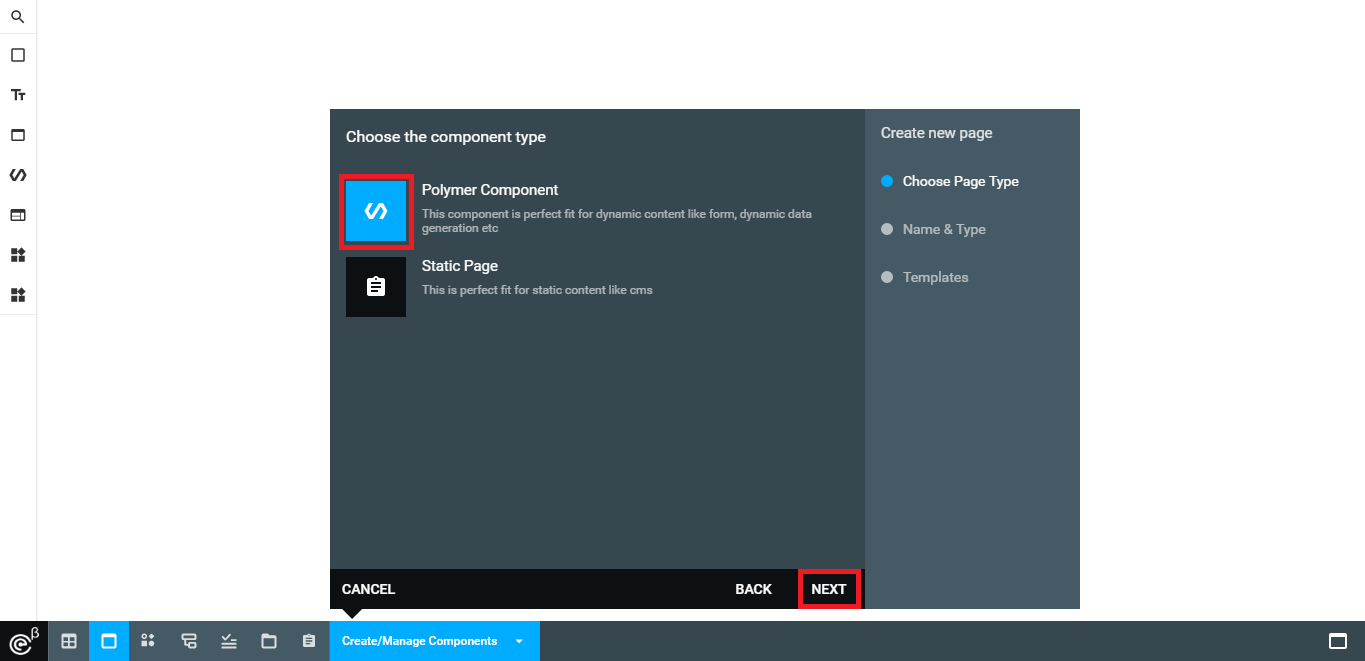 Choose the component type
Polymer Component
This component is perfect fit for dynamic content like form, dynamic data
generation etc
Static Page
This is perfect fit for static content like cms
CANCEL
BACK
NEXT
Create new page
Choose Page Type
Name & Type
Templates
Tт
β
Create/Manage Components